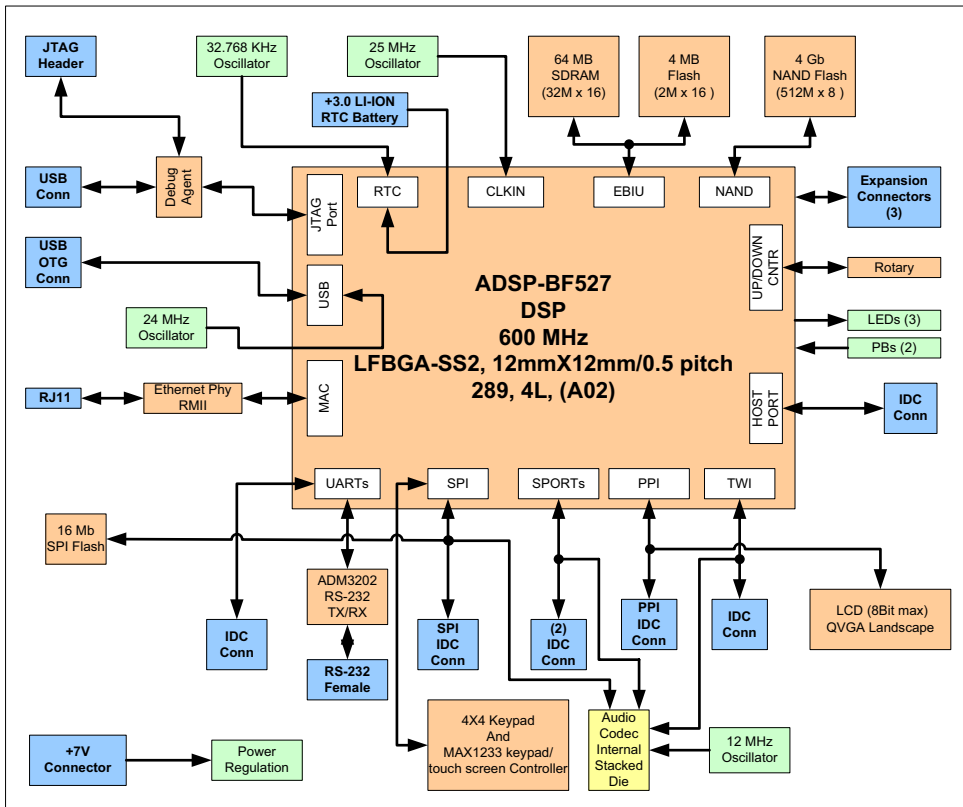 JTAG
Header
32.768 KHz
Oscillator
25 MHz
Oscillator
+3.0 LI-ION
RTC Battery
64 MB
SDRAM
(32M x 16)
4 MB
Flash
(2M x 16 )
4 Gb
NAND Flash
(512M x 8 )
USB
Conn
Debug
Agent
JTAG
Port
RTC
CLKIN
EBIU
NAND
Expansion
Connectors
(3)
USB
OTG
Conn
USB
UP/DOWN
CNTR
Rotary
24 MHz
Oscillator
ADSP-BF527
DSP
600 MHz
LFBGA-SS2, 12mmX12mm/0.5 pitch
289, 4L, (A02)
LEDs (3)
PBs (2)
RJ11
Ethernet Phy
RMII
MAC
HOST
PORT
IDC
Conn
UARTs
SPI
SPORTs
PPI
TWI
16 Mb
SPI Flash
ADM3202
RS-232
TX/RX
IDC
Conn
SPI
IDC
Conn
(2)
IDC
Conn
PPI
IDC
Conn
IDC
Conn
LCD (8Bit max)
QVGA Landscape
RS-232
Female
+7V
Connector
Power
Regulation
4X4 Keypad
And
MAX1233 keypad/
touch screen Controller
Audio
Codec
Internal
Stacked
Die
12 MHz
Oscillator